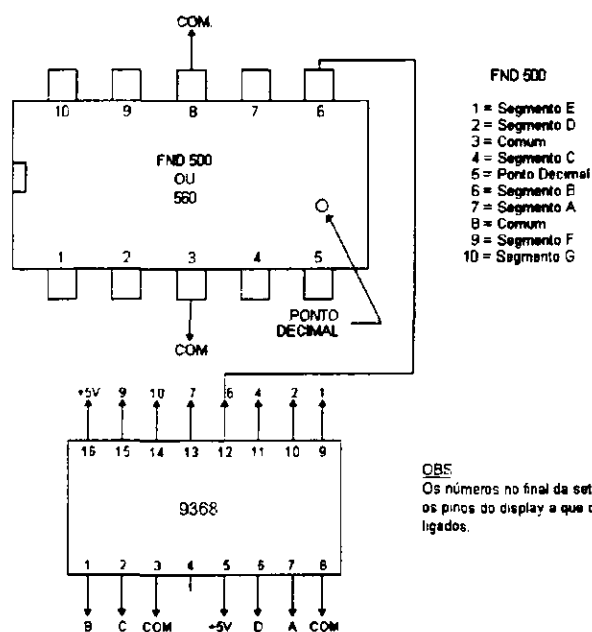 COM.
10 9 8 7 6
FND 500
OU
560
1 2 3 4 5
PONTO
DECIMAL
COM
FND 500
1 = Segmento E
2 = Segmento D
3 = Comum
4 = Segmento C
5 = Ponto Decimal
6 = Segmento B
7 = Segmento A
8 = Comum
9 = Segmento F
10 = Segmento G
+5V 9 10 7 6 4 2 1
16 15 14 13 12 11 10 9
9368
1 2 3 4 5 6 7 8
B C COM +5V D A COM
OBS
Os números no final da set
os pinos do display a que
ligados.